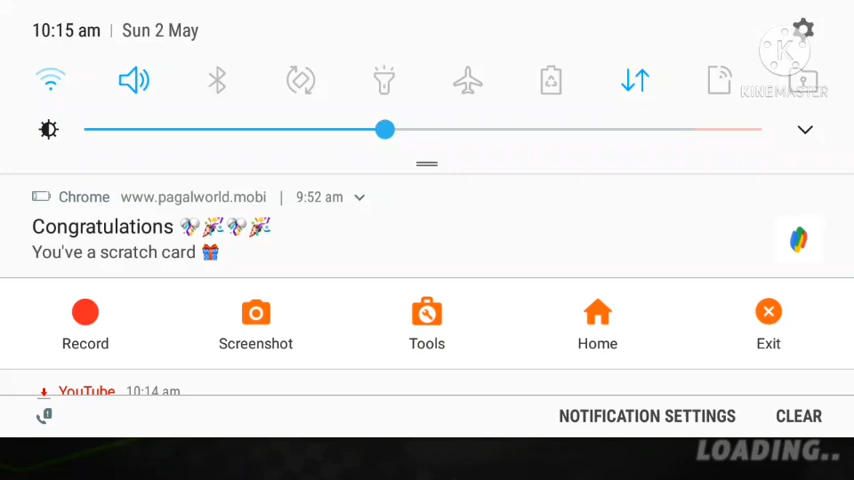 10:15 am | Sun 2 May
KINEMASTER
Chrome www.pagalworld.mobi | 9:52 am
Congratulations 🎊🎉🎊🎉
You've a scratch card 🎁
Record Screenshot Tools Home Exit
YouTube 10:14 am
NOTIFICATION SETTINGS CLEAR
LOADING..